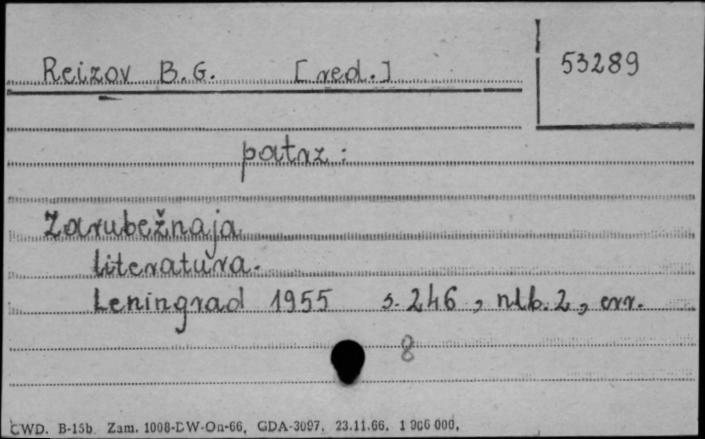 Reizov B.G. [red.]
53289
patrz:
Zarubežnaja
literatura.
Leningrad 1955 s. 246, nlb. 2, err.
8
CWD. B-15b. Zam. 1008-DW-On-66, GDA-3097, 23.11.66, 1 906 000,